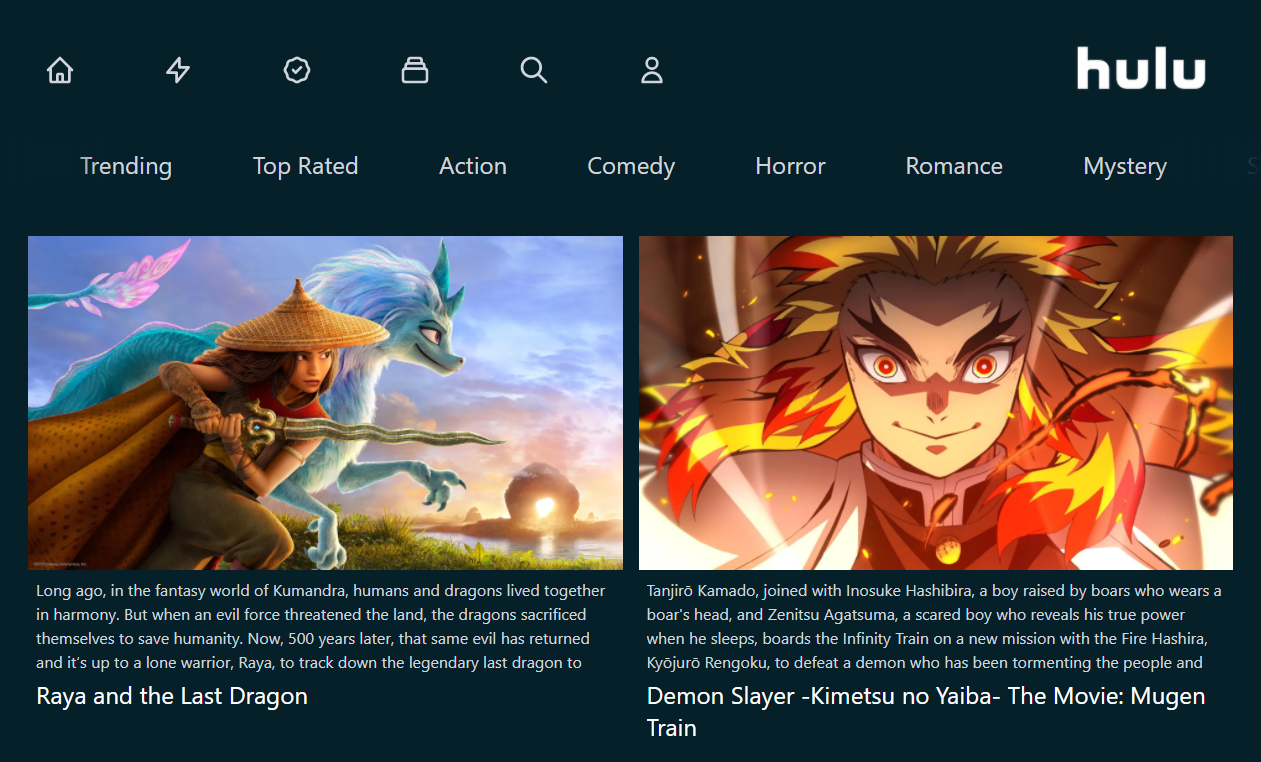 hulu
Trending Top Rated Action Comedy Horror Romance Mystery
Long ago, in the fantasy world of Kumandra, humans and dragons lived together
in harmony. But when an evil force threatened the land, the dragons sacrificed
themselves to save humanity. Now, 500 years later, that same evil has returned
and it’s up to a lone warrior, Raya, to track down the legendary last dragon to
Raya and the Last Dragon
Tanjirō Kamado, joined with Inosuke Hashibira, a boy raised by boars who wears a
boar's head, and Zenitsu Agatsuma, a scared boy who reveals his true power
when he sleeps, boards the Infinity Train on a new mission with the Fire Hashira,
Kyōjurō Rengoku, to defeat a demon who has been tormenting the people and
Demon Slayer -Kimetsu no Yaiba- The Movie: Mugen
Train